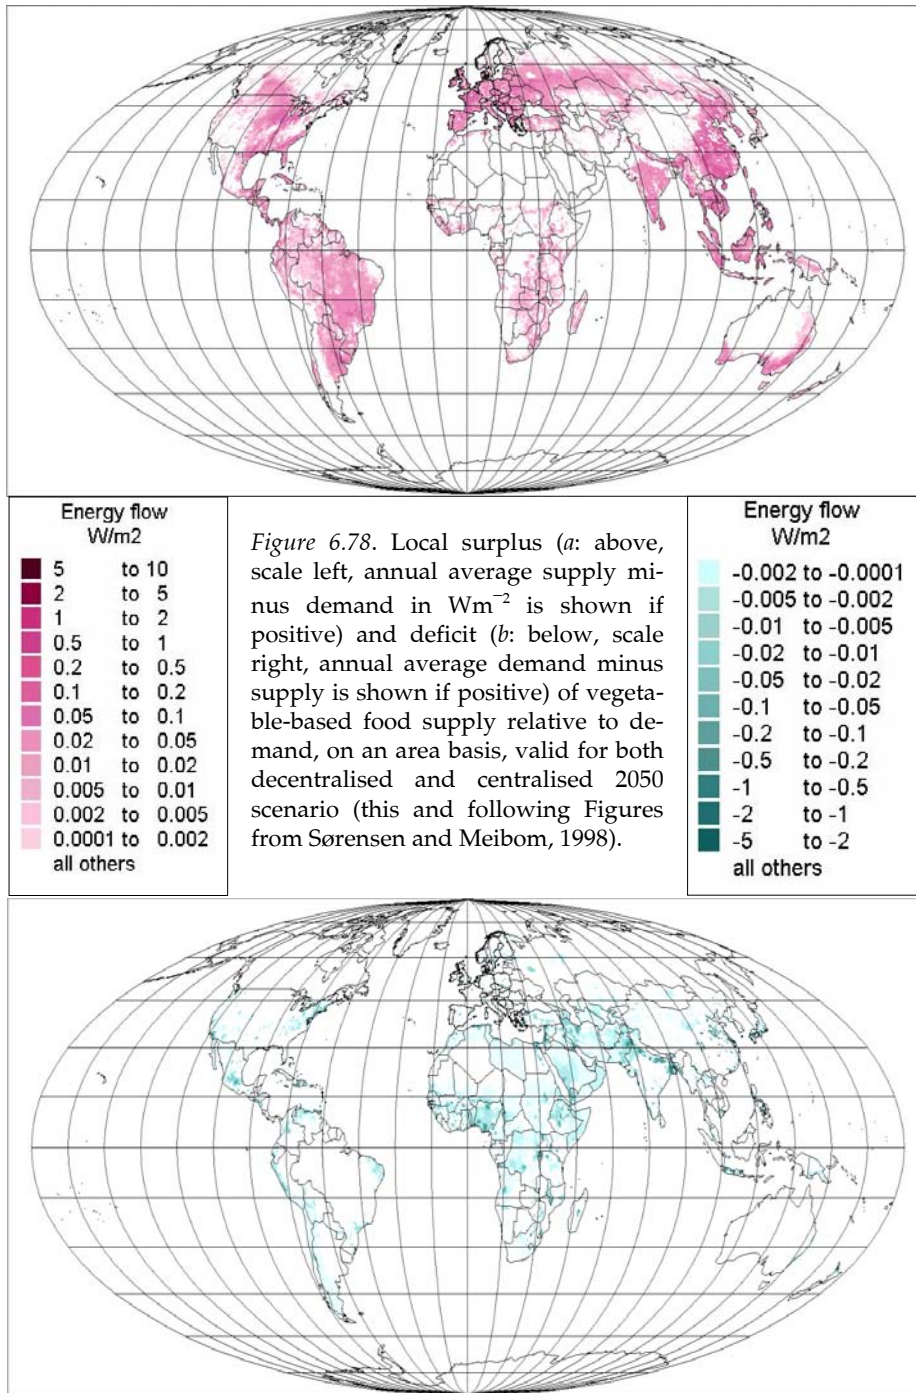 Energy flow
W/m2
5 to 10
2 to 5
1 to 2
0.5 to 1
0.2 to 0.5
0.1 to 0.2
0.05 to 0.1
0.02 to 0.05
0.01 to 0.02
0.005 to 0.01
0.002 to 0.005
0.0001 to 0.002
all others
Figure 6.78. Local surplus (a: above,
scale left, annual average supply mi-
nus demand in Wm⁻² is shown if
positive) and deficit (b: below, scale
right, annual average demand minus
supply is shown if positive) of vegeta-
ble-based food supply relative to de-
mand, on an area basis, valid for both
decentralised and centralised 2050
scenario (this and following Figures
from Sørensen and Meibom, 1998).
Energy flow
W/m2
-0.002 to -0.0001
-0.005 to -0.002
-0.01 to -0.005
-0.02 to -0.01
-0.05 to -0.02
-0.1 to -0.05
-0.2 to -0.1
-0.5 to -0.2
-1 to -0.5
-2 to -1
-5 to -2
all others